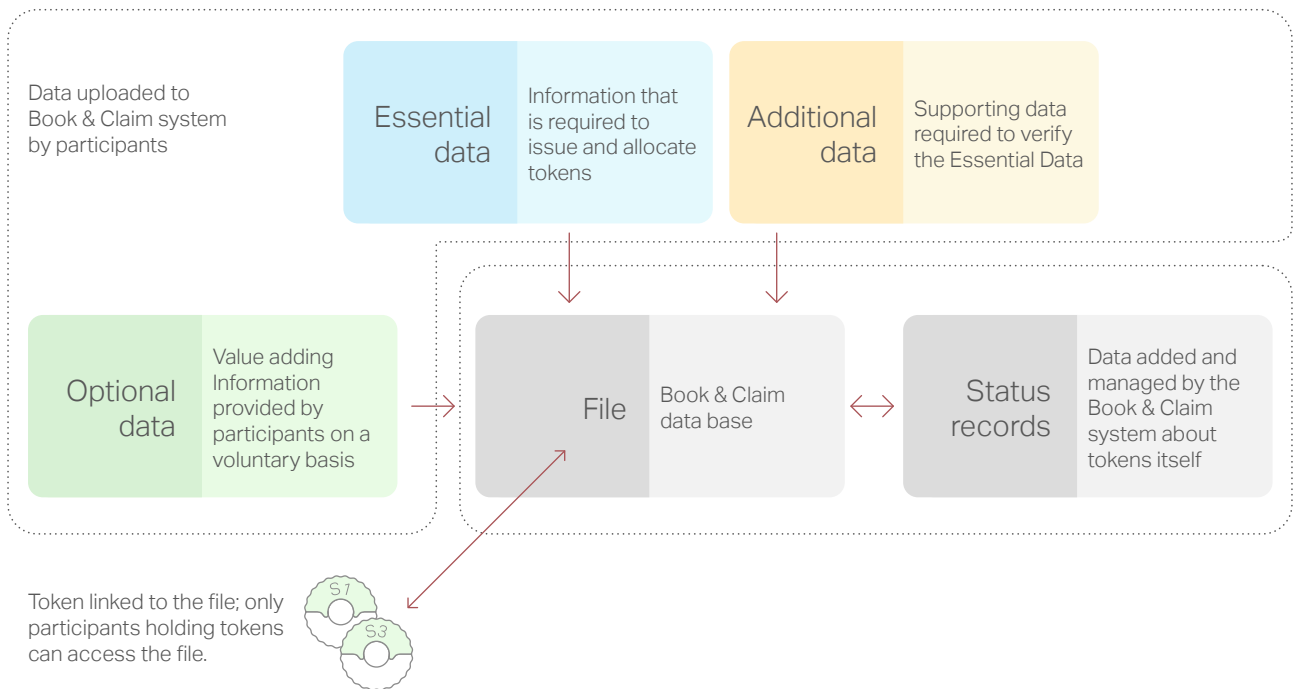 Data uploaded to
Book & Claim system
by participants
Essential
data
Information that
is required to
issue and allocate
tokens
Additional
data
Supporting data
required to verify
the Essential Data
Optional
data
Value adding
Information
provided by
participants on a
voluntary basis
File
Book & Claim
data base
Status
records
Data added and
managed by the
Book & Claim
system about
tokens itself
Token linked to the file; only
participants holding tokens
can access the file.
S1
S3